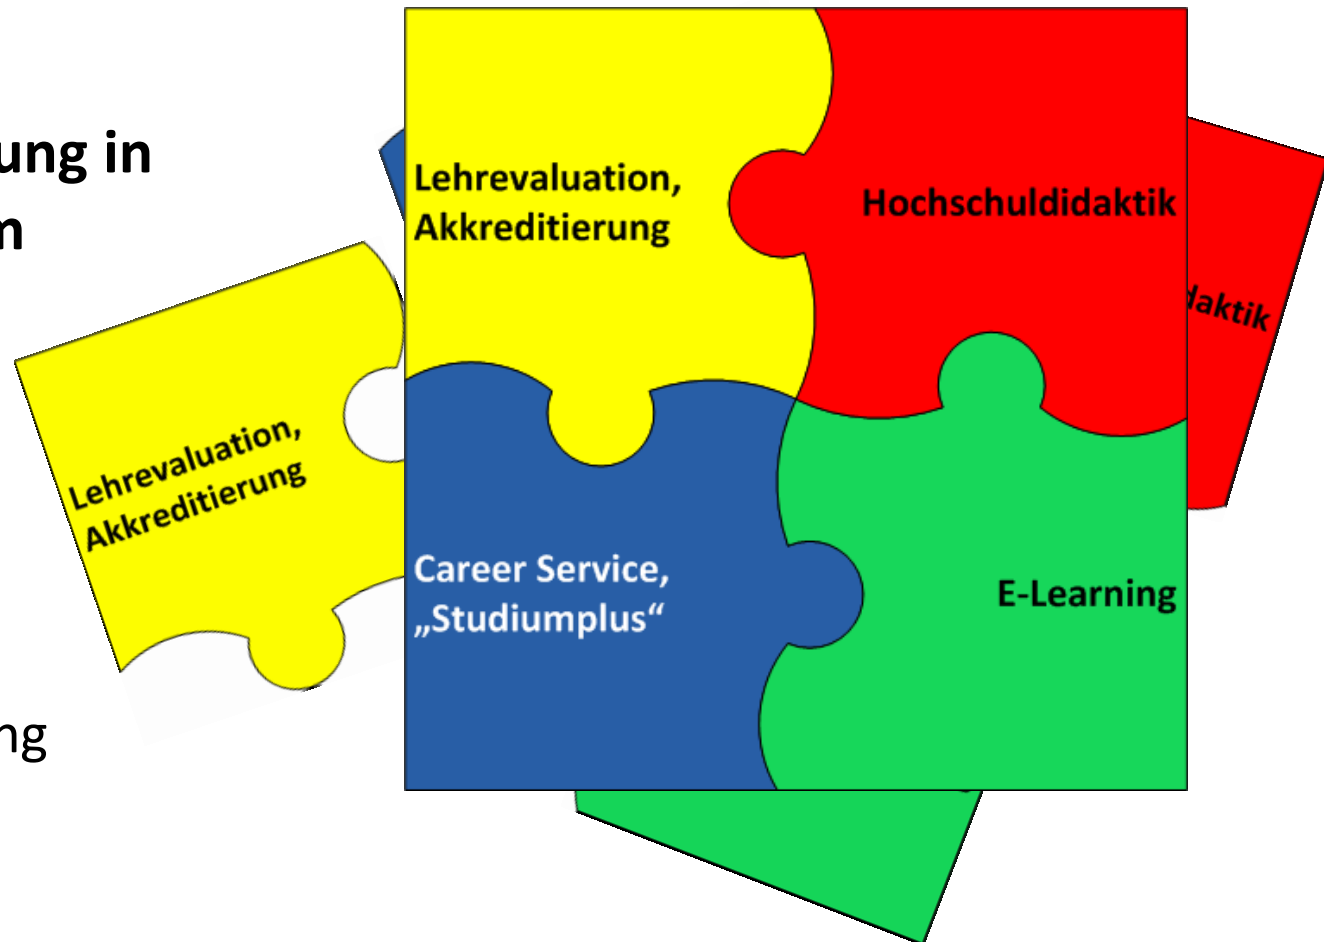 ung in
m
Lehrevaluation,
Akkreditierung
Hochschuldidaktik
daktik
Lehrevaluation,
Akkreditierung
Career Service,
„Studiumplus“
E-Learning
ng